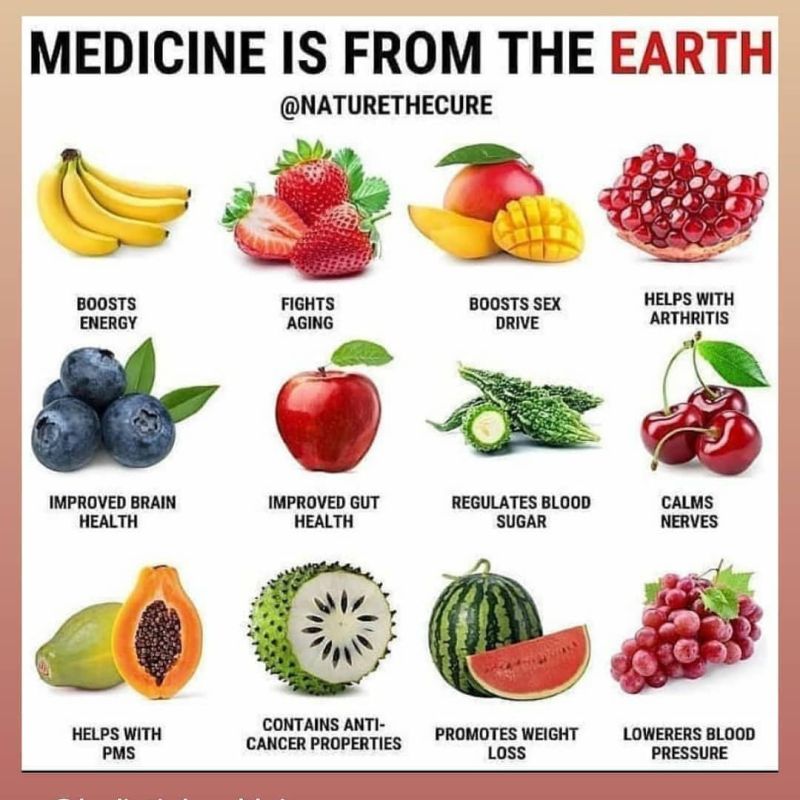 MEDICINE IS FROM THE EARTH
@NATURETHECURE
BOOSTS
ENERGY
FIGHTS
AGING
BOOSTS SEX
DRIVE
HELPS WITH
ARTHRITIS
IMPROVED BRAIN
HEALTH
IMPROVED GUT
HEALTH
REGULATES BLOOD
SUGAR
CALMS
NERVES
HELPS WITH
PMS
CONTAINS ANTI-
CANCER PROPERTIES
PROMOTES WEIGHT
LOSS
LOWERERS BLOOD
PRESSURE